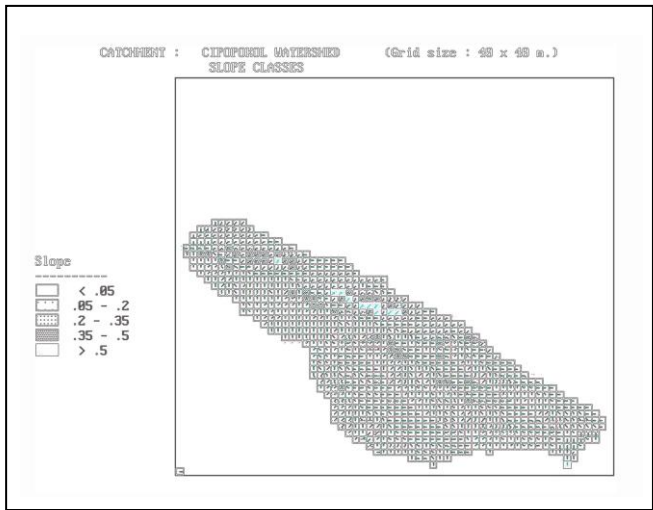 CATCHMENT : CIPOPOKOL WATERSHED (Grid size : 40 x 40 m.)
SLOPE CLASSES
Slope
----------
< .05
.05 - .2
.2 - .35
.35 - .5
> .5